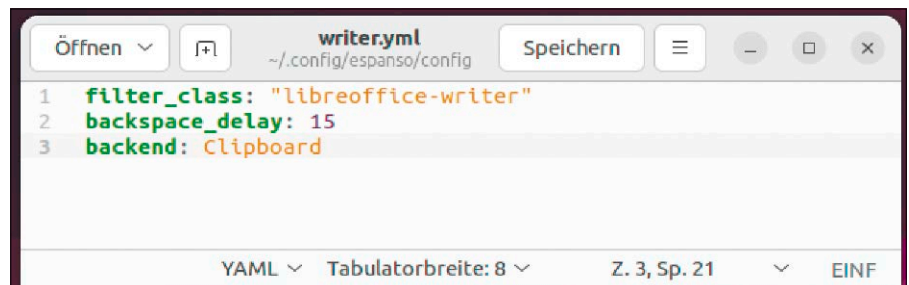 Öffnen
writer.yml
~/.config/espanso/config
Speichern
1 filter_class: "libreoffice-writer"
2 backspace_delay: 15
3 backend: Clipboard
YAML Tabulatorbreite: 8 Z. 3, Sp. 21 EINF